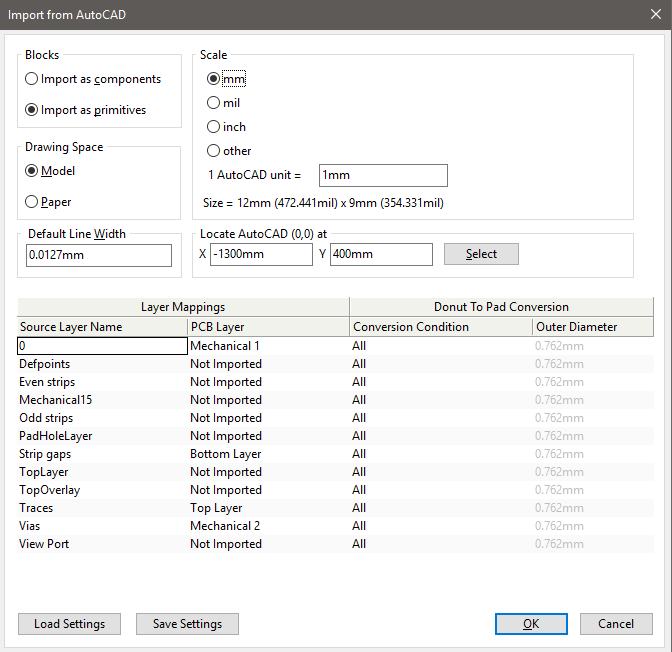 Import from AutoCAD
Blocks
Import as components
Import as primitives
Drawing Space
Model
Paper
Scale
mm
mil
inch
other
1 AutoCAD unit = 1mm
Size = 12mm (472.441mil) x 9mm (354.331mil)
Default Line Width
0.0127mm
Locate AutoCAD (0,0) at
X -1300mm Y 400mm Select
Layer Mappings Donut To Pad Conversion
Source Layer Name PCB Layer Conversion Condition Outer Diameter
0 Mechanical 1 All 0.762mm
Defpoints Not Imported All 0.762mm
Even strips Not Imported All 0.762mm
Mechanical15 Not Imported All 0.762mm
Odd strips Not Imported All 0.762mm
PadHoleLayer Not Imported All 0.762mm
Strip gaps Bottom Layer All 0.762mm
TopLayer Not Imported All 0.762mm
TopOverlay Not Imported All 0.762mm
Traces Top Layer All 0.762mm
Vias Mechanical 2 All 0.762mm
View Port Not Imported All 0.762mm
Load Settings Save Settings OK Cancel